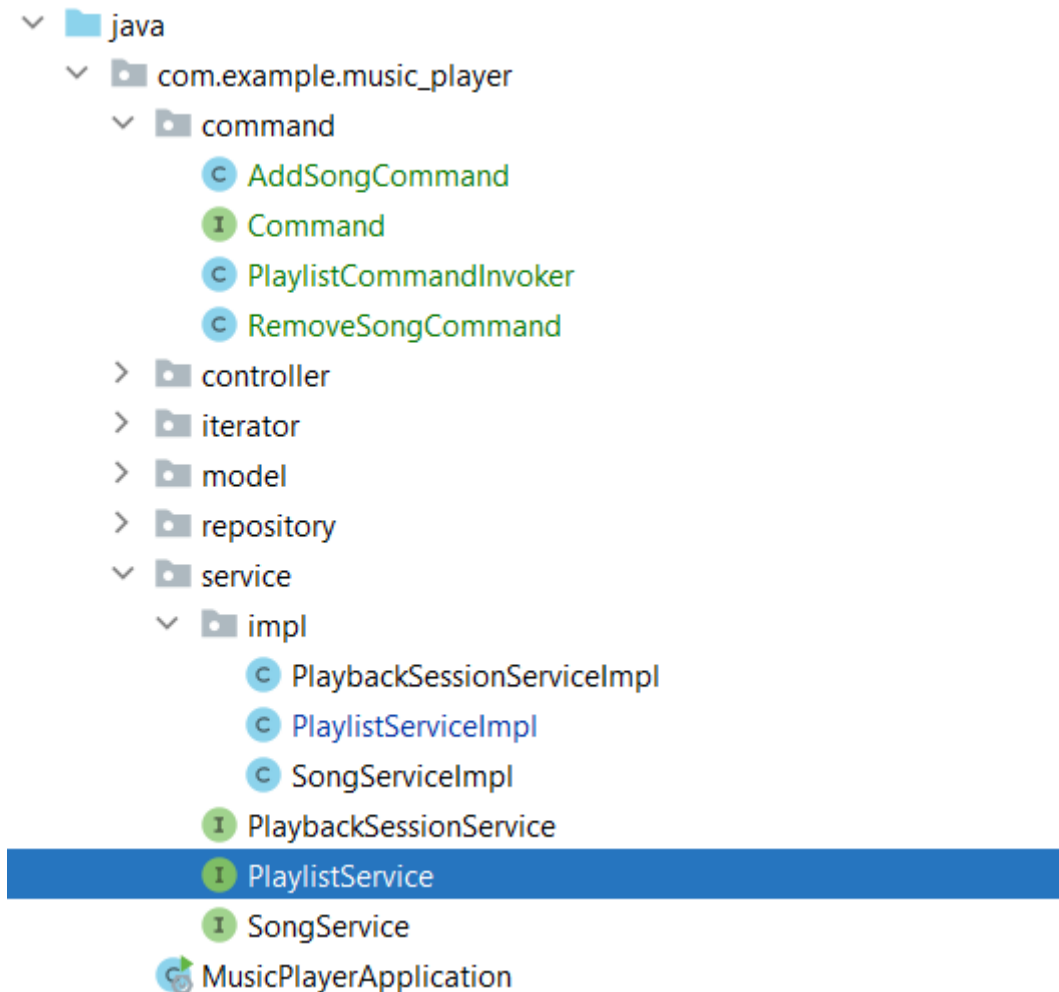 java
com.example.music_player
command
C AddSongCommand
I Command
C PlaylistCommandInvoker
C RemoveSongCommand
controller
iterator
model
repository
service
impl
C PlaybackSessionServiceImpl
C PlaylistServiceImpl
C SongServiceImpl
I PlaybackSessionService
I PlaylistService
I SongService
C MusicPlayerApplication